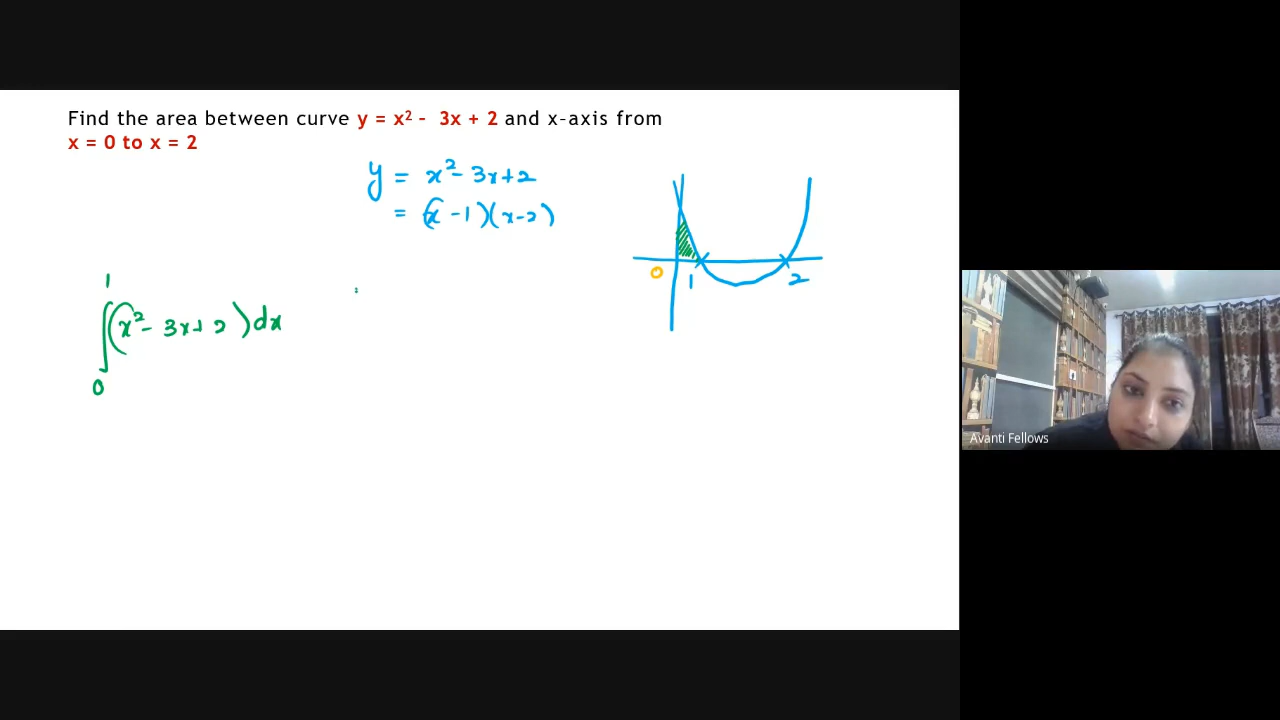 Find the area between curve y = x² - 3x + 2 and x-axis from
x = 0 to x = 2
y = x² - 3x + 2
= (x - 1)(x - 2)
0 1 2
1
∫(x² - 3x + 2) dx
0
Avanti Fellows